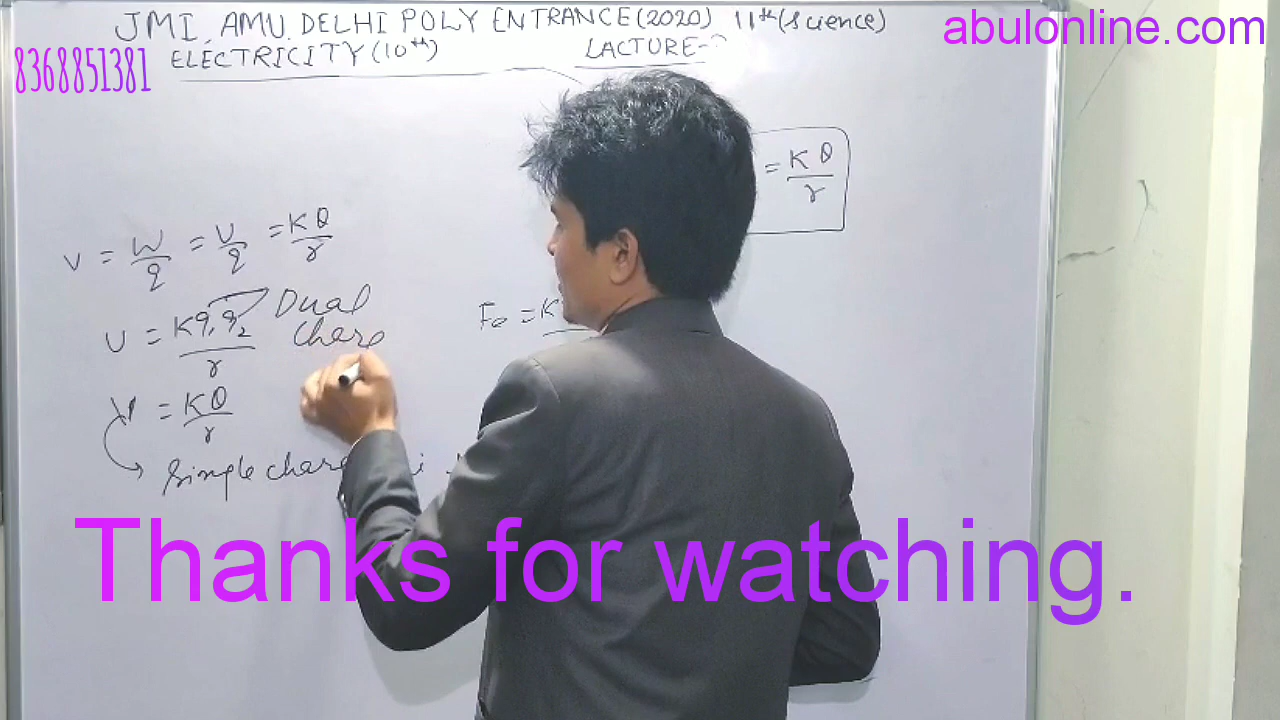 JMI, AMU, DELHI POLY ENTRANCE(2020) 11th(science)
abulonline.com
ELECTRICITY(10th)
LACTURE-
8368851381
= KQ/r
V = W/q = U/q = KQ/r
U = Kq1q2/r
Dual
Charg
Fe = K
= KQ/r
Single charg
Thanks for watching.